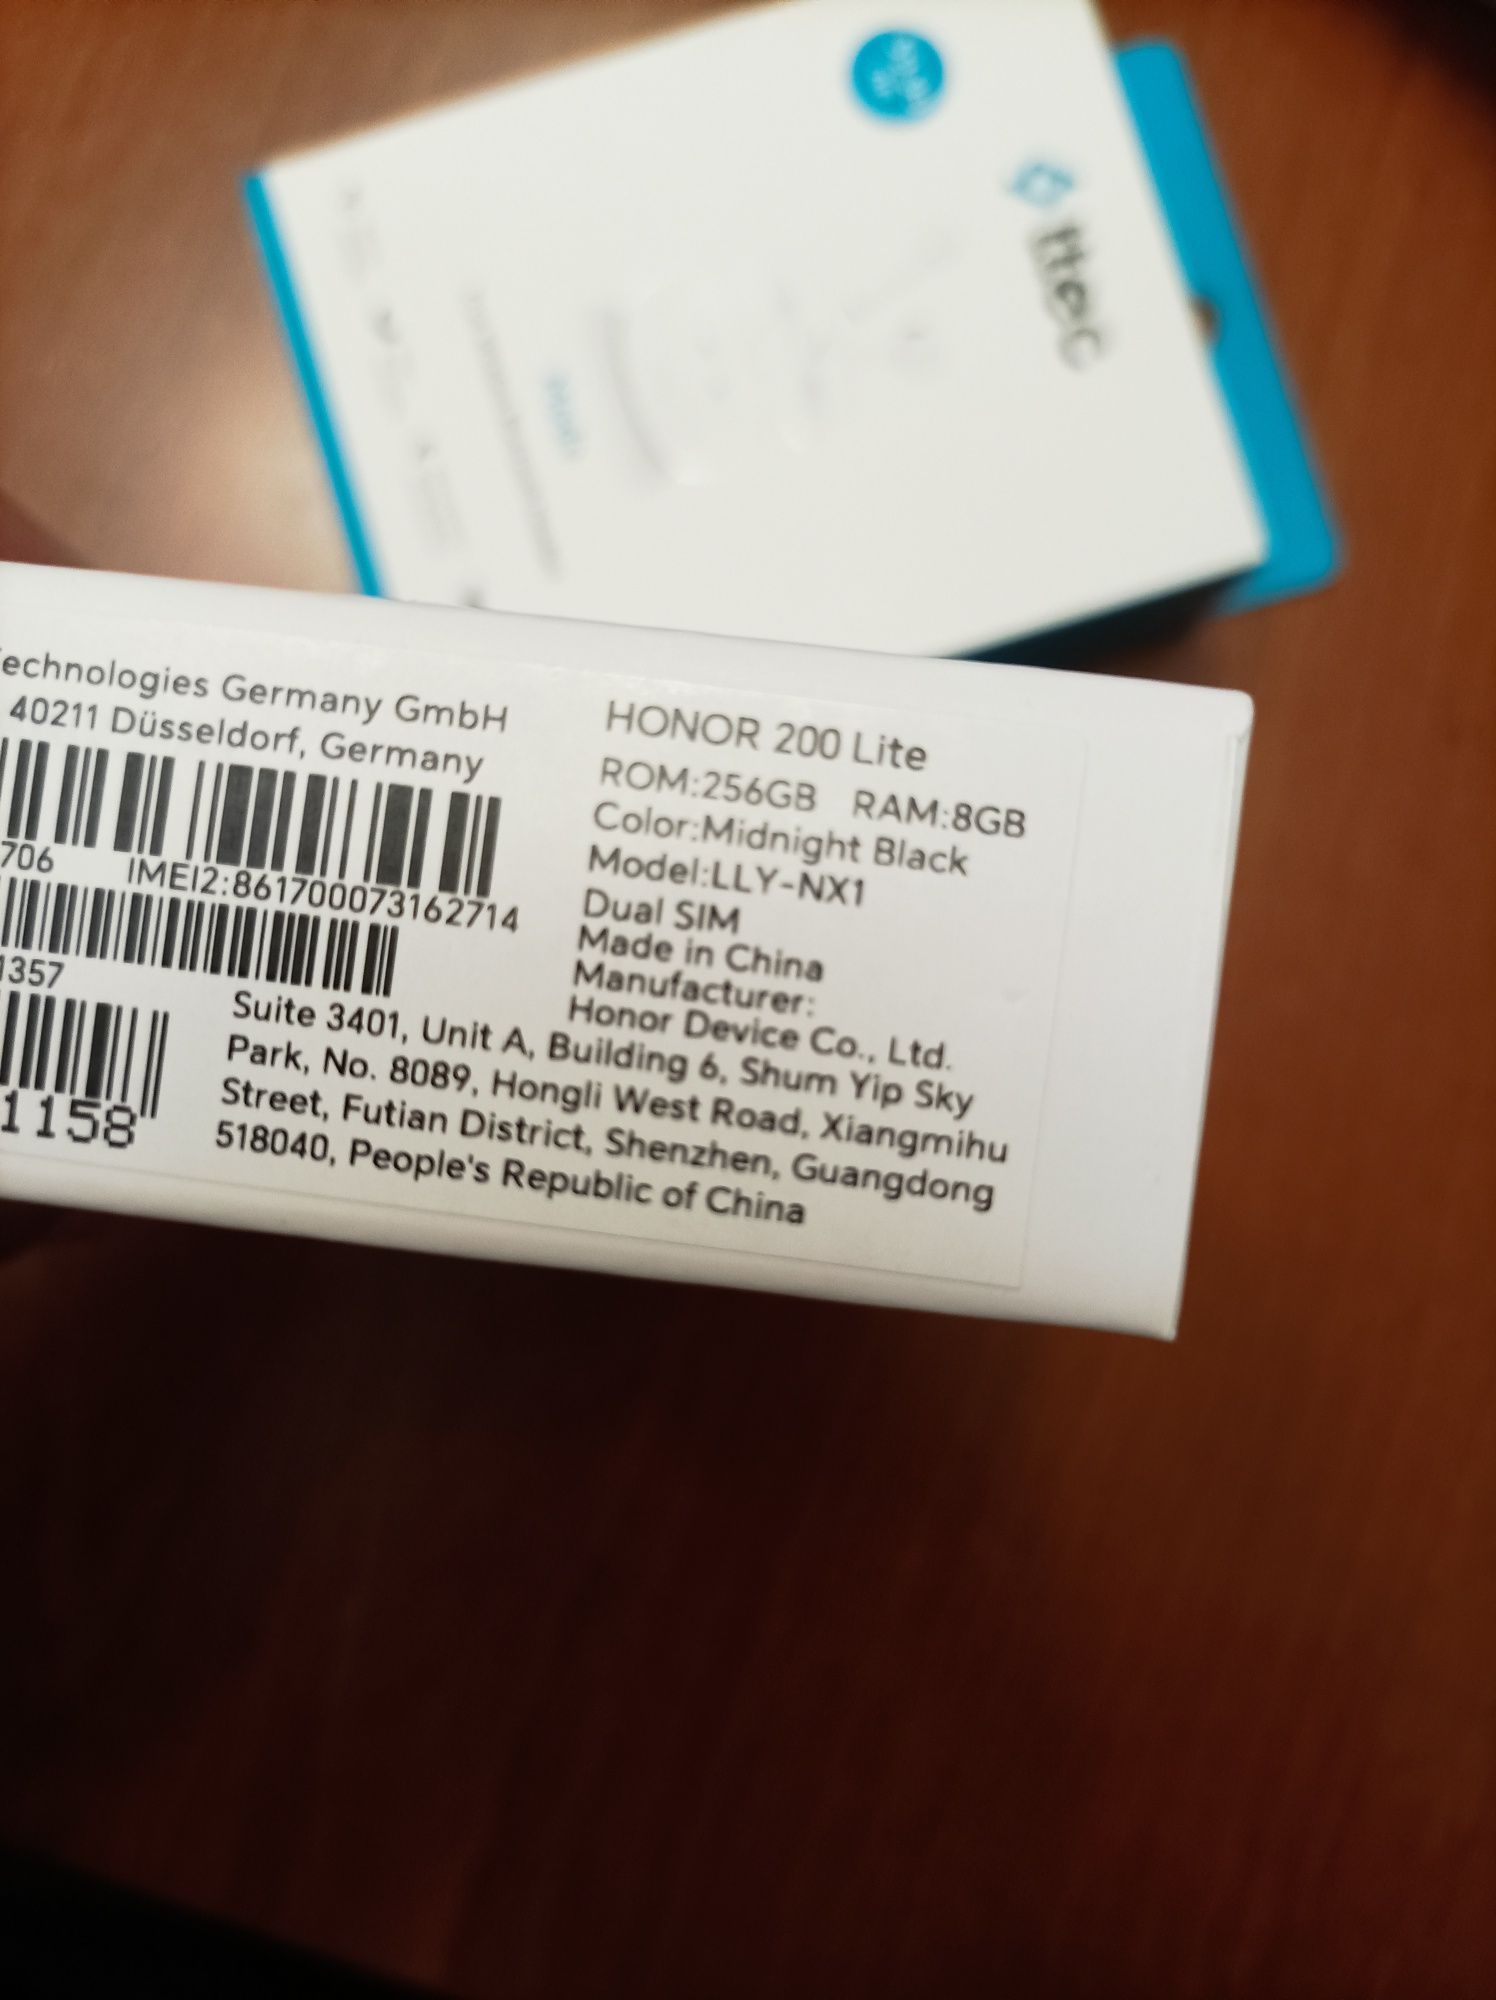 ttec
echnologies Germany GmbH
40211 Düsseldorf, Germany
706 IMEI2:861700073162714
1357
1158
HONOR 200 Lite
ROM:256GB RAM:8GB
Color:Midnight Black
Model:LLY-NX1
Dual SIM
Made in China
Manufacturer:
Honor Device Co., Ltd.
Suite 3401, Unit A, Building 6, Shum Yip Sky
Park, No. 8089, Hongli West Road, Xiangmihu
Street, Futian District, Shenzhen, Guangdong
518040, People's Republic of China